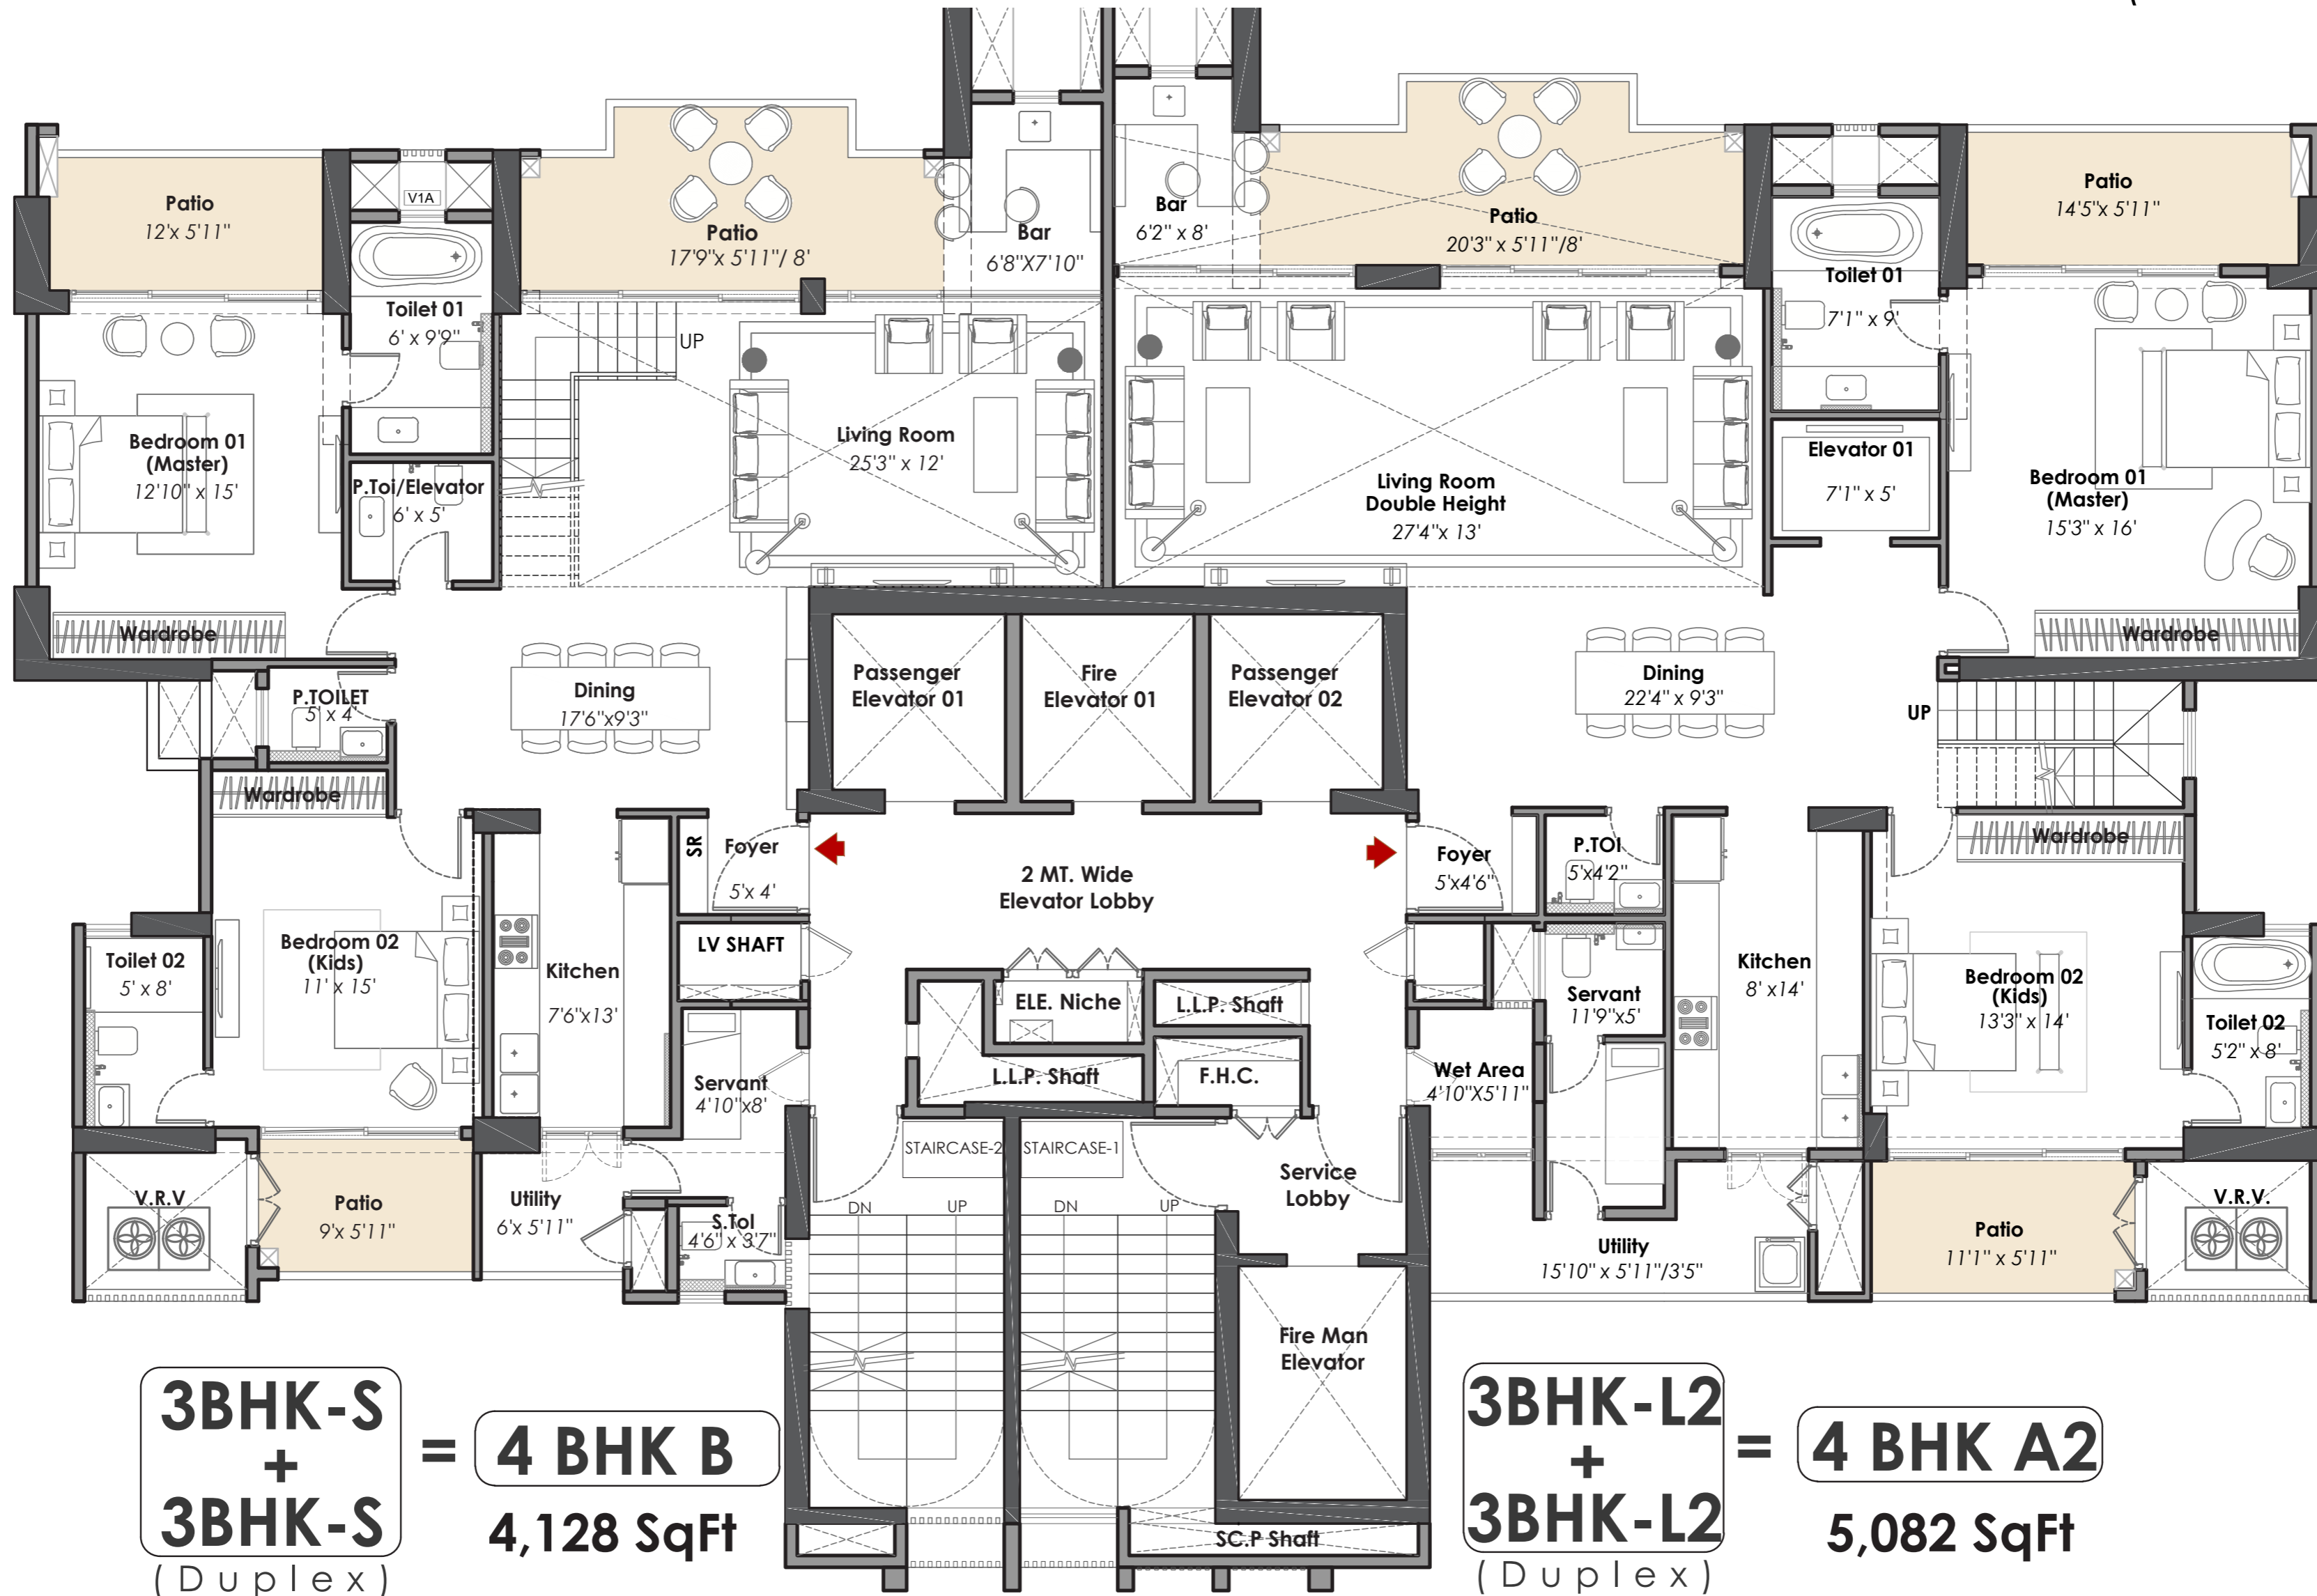 Patio
12'x 5'11"
V1A
Toilet 01
6' x 9'9"
Patio
17'9"x 5'11"/ 8'
Bar
6'8"X7'10"
Bar
6'2" x 8'
Patio
20'3" x 5'11"/8'
Toilet 01
7'1" x 9'
Patio
14'5"x 5'11"
UP
Bedroom 01
(Master)
12'10" x 15'
P.Toi/Elevator
6' x 5'
Living Room
25'3" x 12'
Living Room
Double Height
27'4"x 13'
Elevator 01
7'1" x 5'
Bedroom 01
(Master)
15'3" x 16'
Wardrobe
Wardrobe
P.TOILET
5' x 4'
Dining
17'6"x9'3"
Passenger
Elevator 01
Fire
Elevator 01
Passenger
Elevator 02
Dining
22'4" x 9'3"
UP
Wardrobe
Wardrobe
SR
Foyer
5'x 4'
2 MT. Wide
Elevator Lobby
Foyer
5'x4'6"
P.TOI
5'x4'2"
Toilet 02
5' x 8'
Bedroom 02
(Kids)
11' x 15'
Kitchen
7'6"x13'
LV SHAFT
ELE. Niche
L.L.P. Shaft
L.L.P. Shaft
F.H.C.
Servant
4'10"x8'
Wet Area
4'10"X5'11"
Servant
11'9"x5'
Kitchen
8' x14'
Bedroom 02
(Kids)
13'3" x 14'
Toilet 02
5'2" x 8'
STAIRCASE-2
STAIRCASE-1
Service
Lobby
V.R.V
Patio
9'x 5'11"
Utility
6'x 5'11"
S.ToI
4'6" x 3'7"
DN
UP
DN
UP
Utility
15'10" x 5'11"/3'5"
Patio
11'1" x 5'11"
V.R.V.
Fire Man
Elevator
SC.P Shaft
3BHK-S
+
3BHK-S
(Duplex)
= 4 BHK B
4,128 SqFt
3BHK-L2
+
3BHK-L2
(Duplex)
= 4 BHK A2
5,082 SqFt